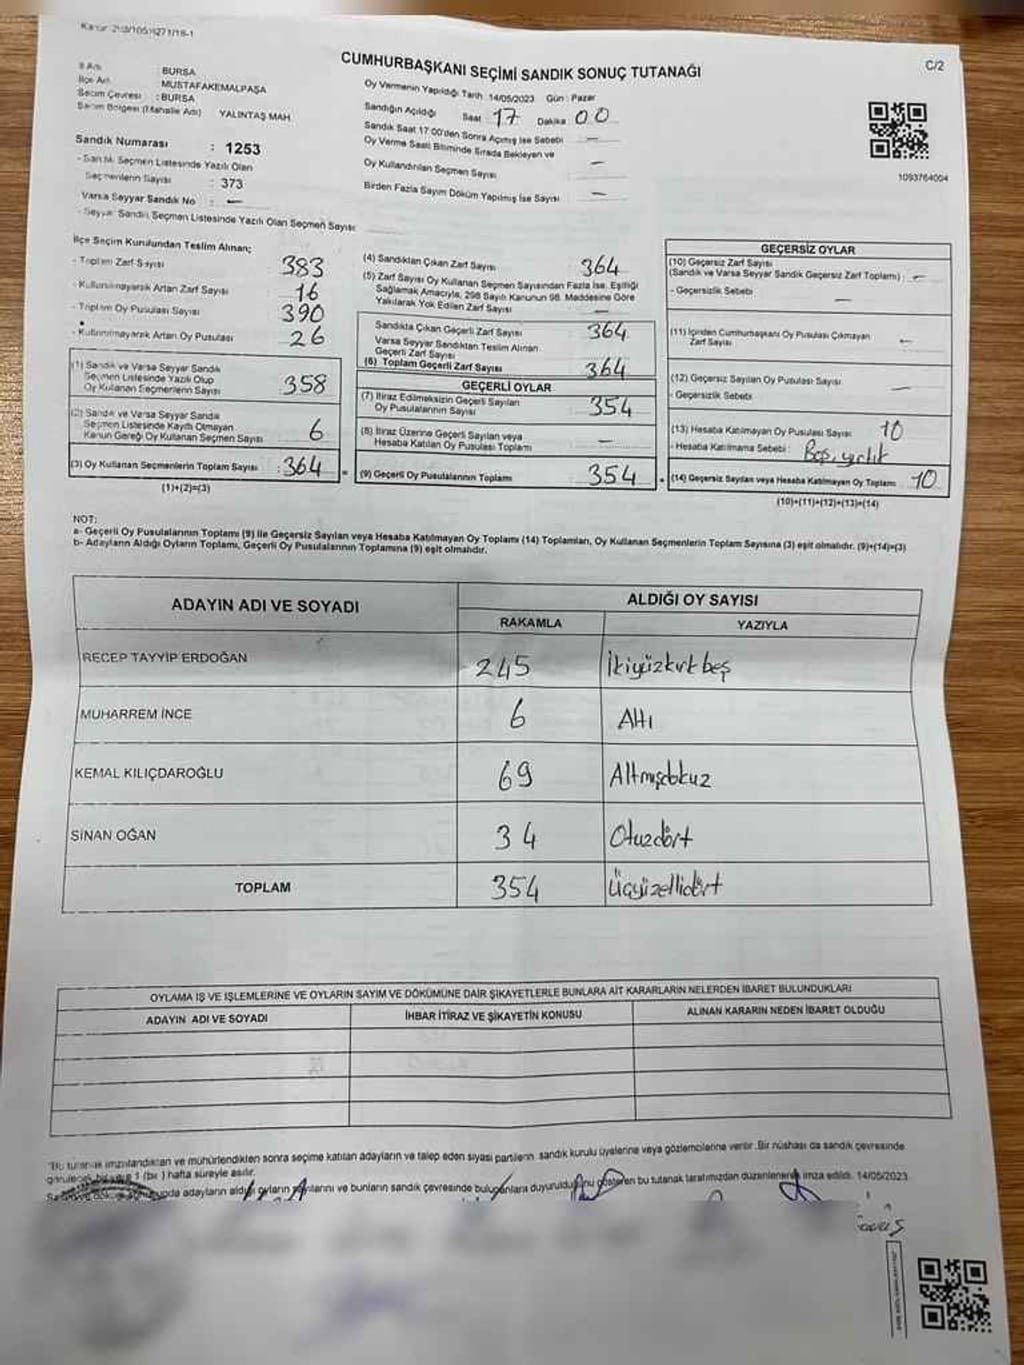 C/2
CUMHURBAŞKANI SEÇİMİ SANDIK SONUÇ TUTANAĞI
İl Adı : BURSA
İlçe Adı : MUSTAFAKEMALPAŞA
Seçim Çevresi : BURSA
Seçim Bölgesi (Mahalle Adı) YALINTAŞ MAH.
Sandık Numarası : 1253
- Sandık Seçmen Listesinde Yazılı Olan
Seçmenlerin Sayısı : 373
Varsa Seyyar Sandık No : —
- Seyyar Sandık Seçmen Listesinde Yazılı Olan Seçmen Sayısı:
Oy Vermenin Yapıldığı Tarih: 14/05/2023 Gün : Pazar
Sandığın Açıldığı Saat 17 Dakika 00
Sandık Saat 17:00'den Sonra Açılmış İse Sebebi —
Oy Verme Saati Bitiminde Sırada Bekleyen ve
Oy Kullandırılan Seçmen Sayısı —
Birden Fazla Sayım Döküm Yapılmış İse Sayısı —
1093764004
İlçe Seçim Kurulundan Teslim Alınan;
- Toplam Zarf Sayısı 383
- Kullanılmayarak Artan Zarf Sayısı 16
- Toplam Oy Pusulası Sayısı 390
- Kullanılmayarak Artan Oy Pusulası 26
(1) Sandık ve Varsa Seyyar Sandık
Seçmen Listesinde Yazılı Olup
Oy Kullanan Seçmenlerin Sayısı 358
(2) Sandık ve Varsa Seyyar Sandık
Seçmen Listesinde Kayıtlı Olmayan
Kanun Gereği Oy Kullanan Seçmen Sayısı 6
(3) Oy Kullanan Seçmenlerin Toplam Sayısı : 364
(1)+(2)=(3)
(4) Sandıktan Çıkan Zarf Sayısı 364
(5) Zarf Sayısı Oy Kullanan Seçmen Sayısından Fazla İse, Eşitliği
Sağlamak Amacıyla, 298 Sayılı Kanunun 98. Maddesine Göre
Yakılarak Yok Edilen Zarf Sayısı —
Sandıkta Çıkan Geçerli Zarf Sayısı 364
Varsa Seyyar Sandıktan Teslim Alınan
Geçerli Zarf Sayısı
(6) Toplam Geçerli Zarf Sayısı 364
GEÇERLİ OYLAR
(7) İtiraz Edilmeksizin Geçerli Sayılan
Oy Pusulalarının Sayısı 354
(8) İtiraz Üzerine Geçerli Sayılan veya
Hesaba Katılan Oy Pusulası Toplamı —
(9) Geçerli Oy Pusulalarının Toplamı 354
GEÇERSİZ OYLAR
(10) Geçersiz Zarf Sayısı
(Sandık ve Varsa Seyyar Sandık Geçersiz Zarf Toplamı) : —
- Geçersizlik Sebebi : —
(11) İçinden Cumhurbaşkanı Oy Pusulası Çıkmayan
Zarf Sayısı —
(12) Geçersiz Sayılan Oy Pusulası Sayısı —
- Geçersizlik Sebebi
(13) Hesaba Katılmayan Oy Pusulası Sayısı 10
- Hesaba Katılmama Sebebi : Boş, yırtık
(14) Geçersiz Sayılan veya Hesaba Katılmayan Oy Toplamı 10
(10)+(11)+(12)+(13)=(14)
NOT:
a- Geçerli Oy Pusulalarının Toplamı (9) ile Geçersiz Sayılan veya Hesaba Katılmayan Oy Toplamı (14) Toplamları, Oy Kullanan Seçmenlerin Toplam Sayısına (3) eşit olmalıdır. (9)+(14)=(3)
b- Adayların Aldığı Oyların Toplamı, Geçerli Oy Pusulalarının Toplamına (9) eşit olmalıdır.
ADAYIN ADI VE SOYADI
ALDIĞI OY SAYISI
RAKAMLA YAZIYLA
RECEP TAYYİP ERDOĞAN 245 İkiyüzkırkbeş
MUHARREM İNCE 6 Altı
KEMAL KILIÇDAROĞLU 69 Altmışdokuz
SİNAN OĞAN 34 Otuzdört
TOPLAM 354 Üçyüzellidört
OYLAMA İŞ VE İŞLEMLERİNE VE OYLARIN SAYIM VE DÖKÜMÜNE DAİR ŞİKAYETLERLE BUNLARA AİT KARARLARIN NELERDEN İBARET BULUNDUKLARI
ADAYIN ADI VE SOYADI İHBAR İTİRAZ VE ŞİKAYETİN KONUSU ALINAN KARARIN NEDEN İBARET OLDUĞU
*Bu tutanak imzalandıktan ve mühürlendikten sonra seçime katılan adayların ve talep eden siyasi partilerin, sandık kurulu üyelerine veya gözlemcilerine verilir. Bir nüshası da sandık çevresinde
görülecek bir yere 1 (bir) hafta süreyle asılır.
adayların aldığı oyların sayılarını ve bunların sandık çevresinde bulunanlara duyurulduğunu gösteren bu tutanak tarafımızdan düzenlenerek imza edildi. 14/05/2023